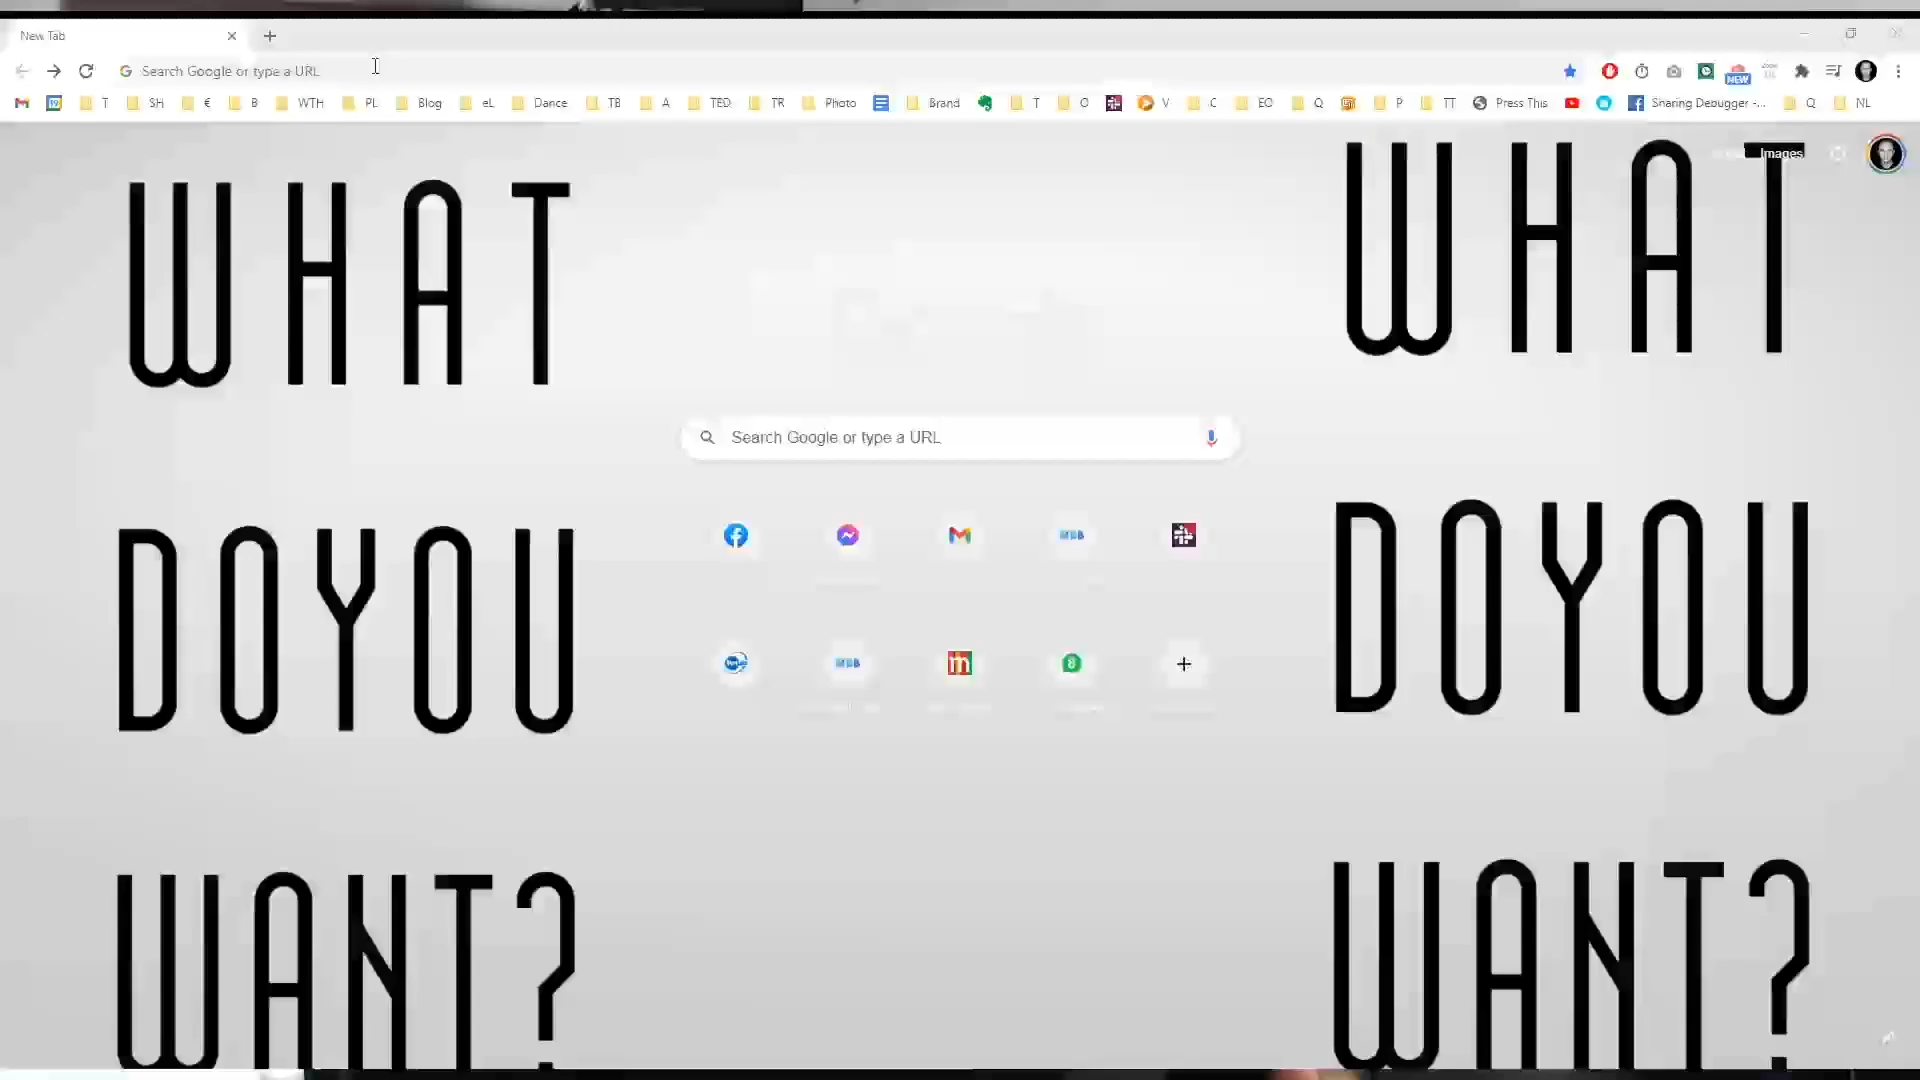 New Tab
Search Google or type a URL
NEW
T SH € B WTH PL Blog eL Dance TB A TED TR Photo Brand T O V C EO Q P TT Press This Sharing Debugger -... Q NL
Images
WHAT WHAT
Search Google or type a URL
DOYOU DOYOU
WANT? WANT?